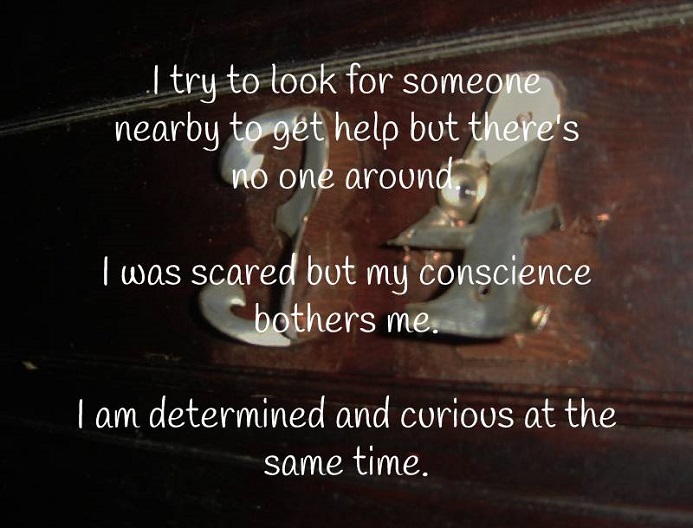 .I try to look for someone
nearby to get help but there's
no one around.
I was scared but my conscience
bothers me.
I am determined and curious at the
same time.